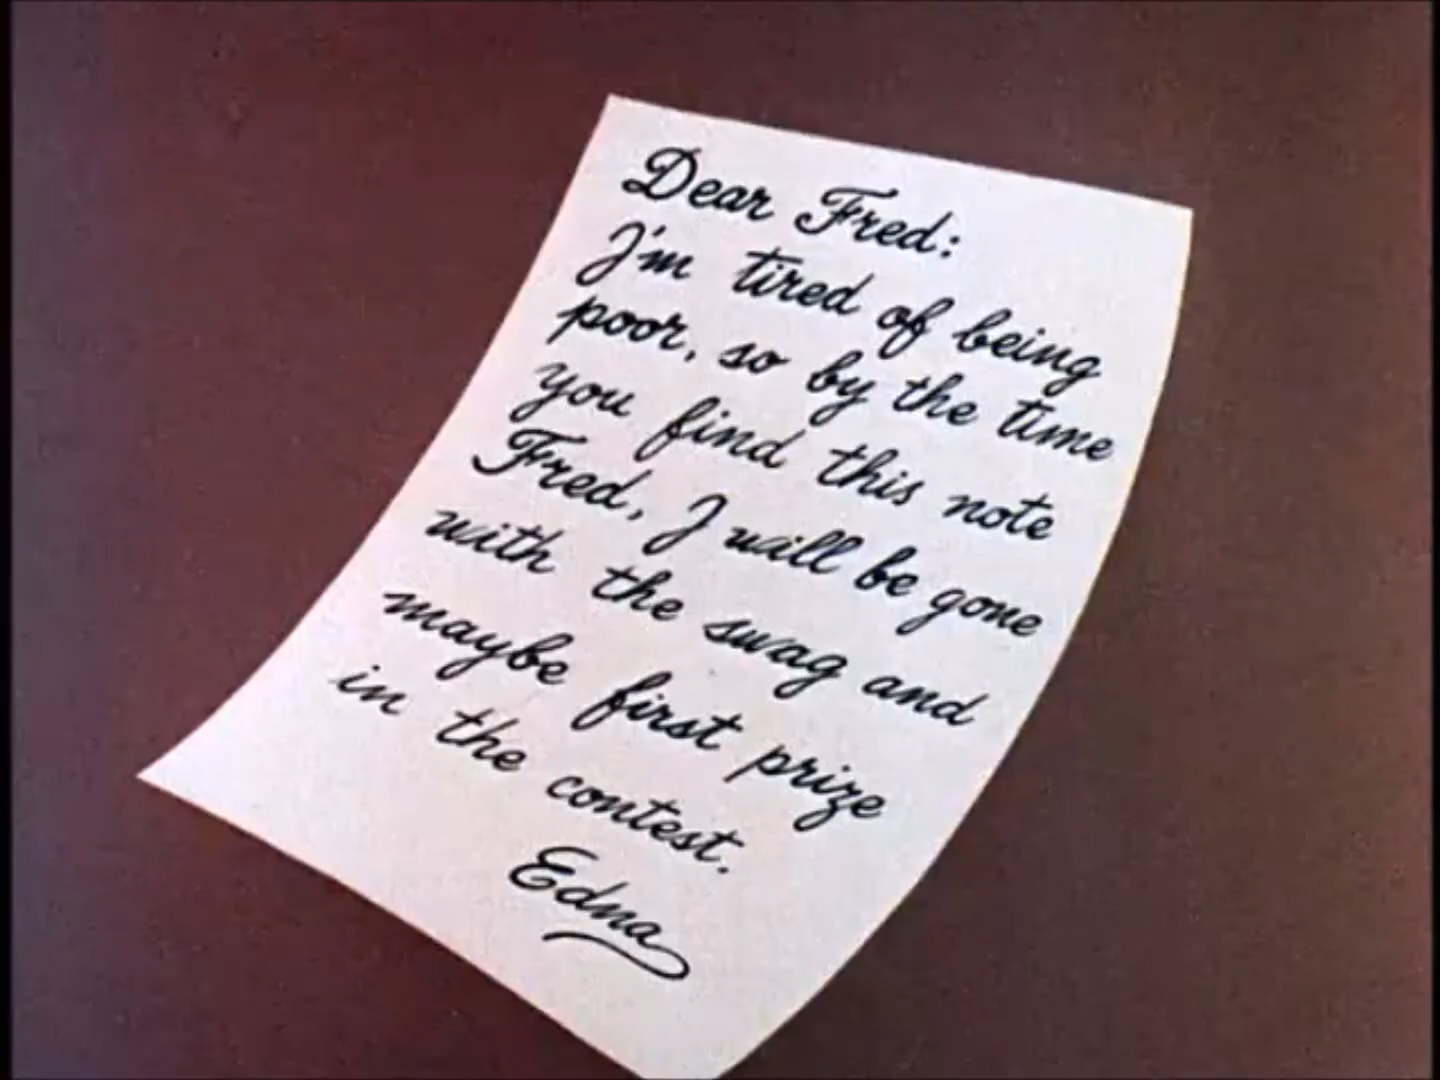 Dear Fred:
I'm tired of being
poor, so by the time
you find this note
Fred, I will be gone
with the swag and
maybe first prize
in the contest.
Edna